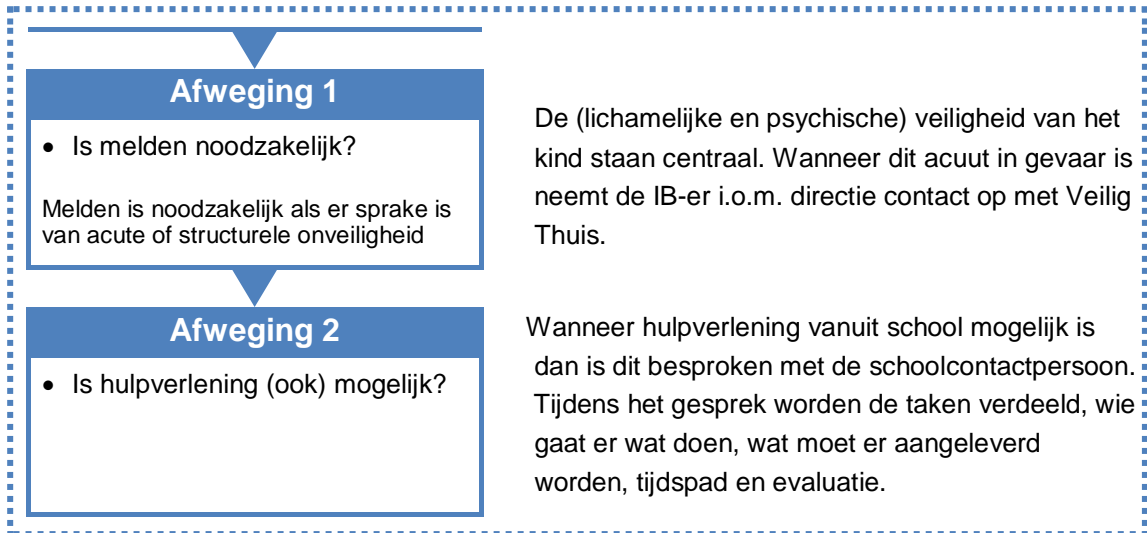 Afweging 1
• Is melden noodzakelijk?
Melden is noodzakelijk als er sprake is
van acute of structurele onveiligheid
De (lichamelijke en psychische) veiligheid van het
kind staan centraal. Wanneer dit acuut in gevaar is
neemt de IB-er i.o.m. directie contact op met Veilig
Thuis.
Afweging 2
• Is hulpverlening (ook) mogelijk?
Wanneer hulpverlening vanuit school mogelijk is
dan is dit besproken met de schoolcontactpersoon.
Tijdens het gesprek worden de taken verdeeld, wie
gaat er wat doen, wat moet er aangeleverd
worden, tijdspad en evaluatie.